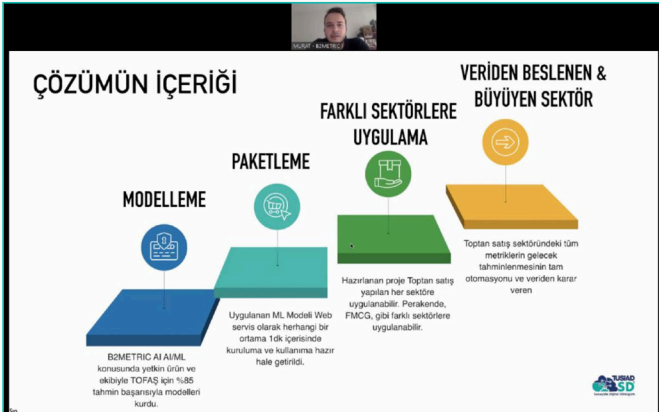 MURAT - B2METRIC
ÇÖZÜMÜN İÇERİĞİ
MODELLEME
B2METRIC AI AI/ML
konusunda yetkin ürün ve
ekibiyle TOFAŞ için %85
tahmin başarısıyla modelleri
kurdu.
PAKETLEME
Uygulanan ML Modeli Web
servis olarak herhangi bir
ortama 1dk içerisinde
kuruluma ve kullanıma hazır
hale getirildi.
FARKLI SEKTÖRLERE
UYGULAMA
Hazırlanan proje Toptan satış
yapılan her sektöre
uygulanabilir. Perakende,
FMCG, gibi farklı sektörlere
uygulanabilir.
VERİDEN BESLENEN &
BÜYÜYEN SEKTÖR
Toptan satış sektöründeki tüm
metriklerin gelecek
tahminlenmesinin tam
otomasyonu ve veriden karar
veren
TUSIAD
SD